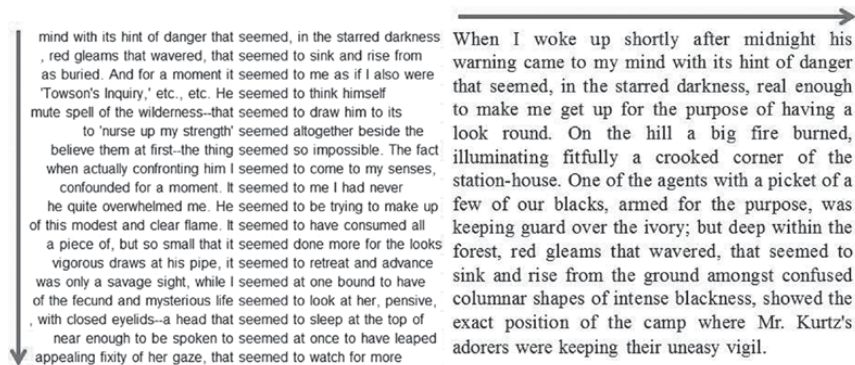 mind with its hint of danger that seemed, in the starred darkness
, red gleams that wavered, that seemed to sink and rise from
as buried. And for a moment it seemed to me as if I also were
'Towson's Inquiry,' etc., etc. He seemed to think himself
mute spell of the wilderness--that seemed to draw him to its
to 'nurse up my strength' seemed altogether beside the
believe them at first--the thing seemed so impossible. The fact
when actually confronting him I seemed to come to my senses,
confounded for a moment. It seemed to me I had never
he quite overwhelmed me. He seemed to be trying to make up
of this modest and clear flame. It seemed to have consumed all
a piece of, but so small that it seemed done more for the looks
vigorous draws at his pipe, it seemed to retreat and advance
was only a savage sight, while I seemed at one bound to have
of the fecund and mysterious life seemed to look at her, pensive,
, with closed eyelids--a head that seemed to sleep at the top of
near enough to be spoken to seemed at once to have leaped
appealing fixity of her gaze, that seemed to watch for more
When I woke up shortly after midnight his
warning came to my mind with its hint of danger
that seemed, in the starred darkness, real enough
to make me get up for the purpose of having a
look round. On the hill a big fire burned,
illuminating fitfully a crooked corner of the
station-house. One of the agents with a picket of a
few of our blacks, armed for the purpose, was
keeping guard over the ivory; but deep within the
forest, red gleams that wavered, that seemed to
sink and rise from the ground amongst confused
columnar shapes of intense blackness, showed the
exact position of the camp where Mr. Kurtz's
adorers were keeping their uneasy vigil.